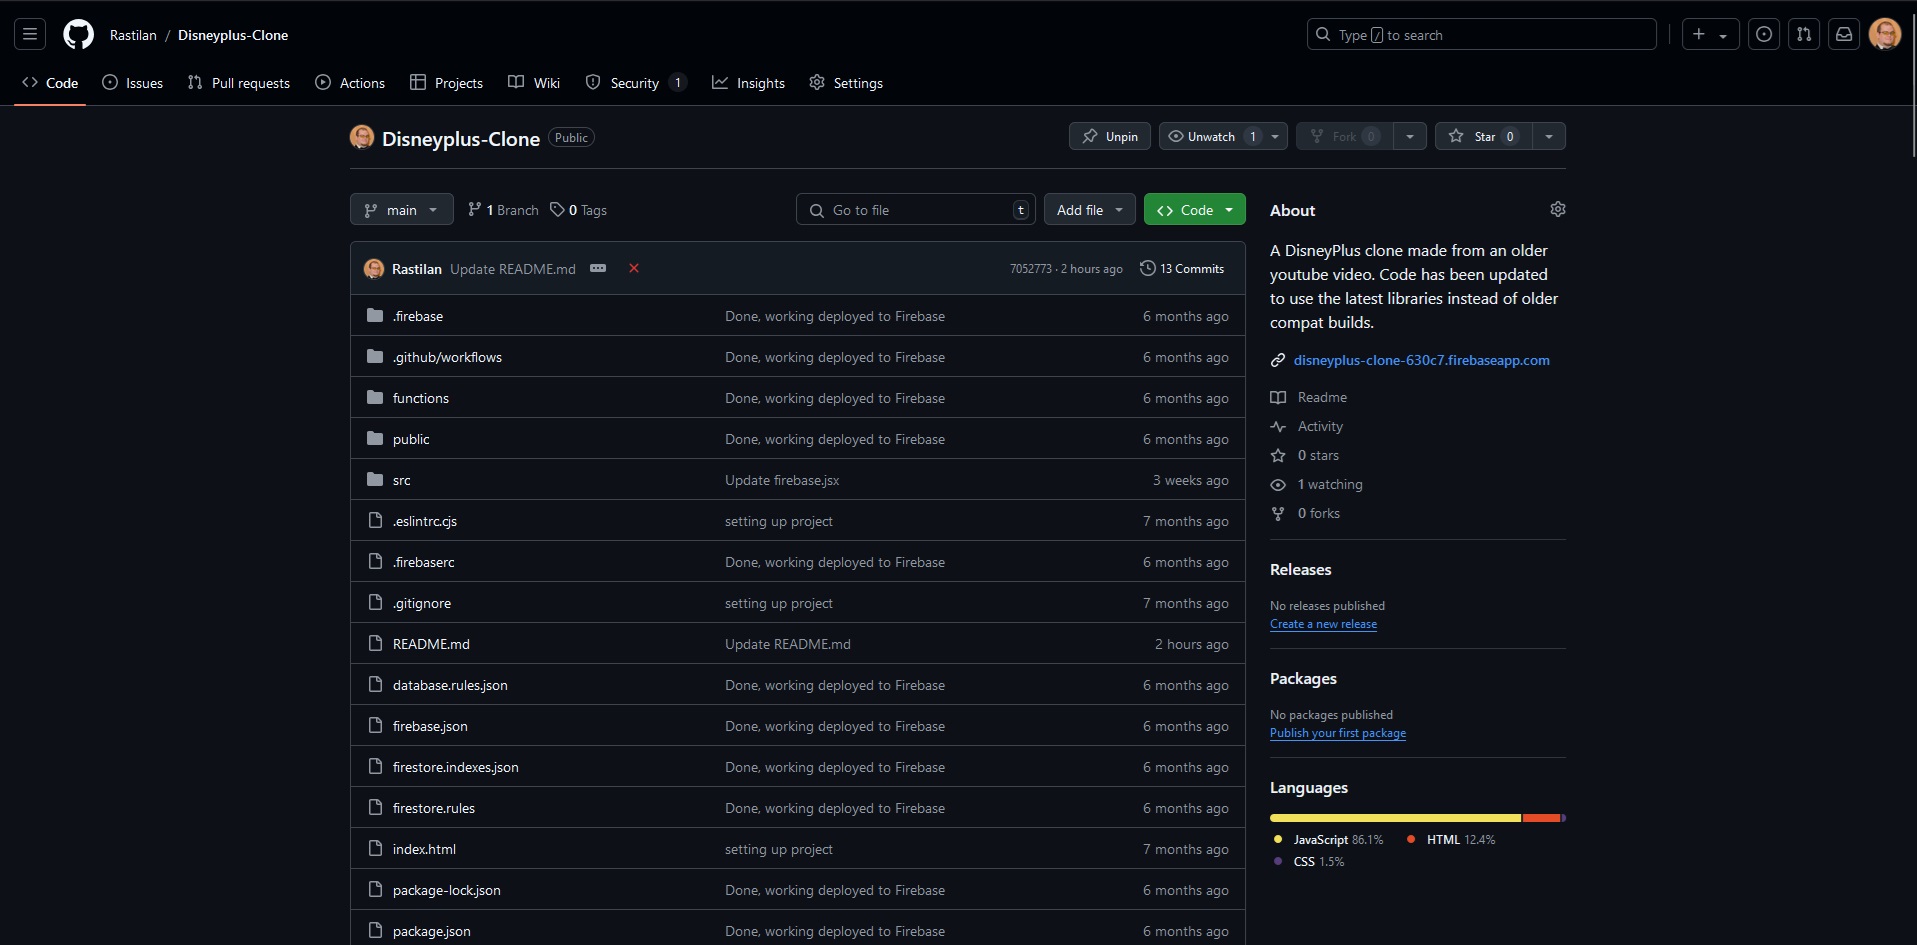 Rastilan / Disneyplus-Clone
Type / to search
Code Issues Pull requests Actions Projects Wiki Security 1 Insights Settings
Disneyplus-Clone Public
Unpin Unwatch 1 Fork 0 Star 0
main 1 Branch 0 Tags Go to file t Add file Code
Rastilan Update README.md 7052773 · 2 hours ago 13 Commits
.firebase Done, working deployed to Firebase 6 months ago
.github/workflows Done, working deployed to Firebase 6 months ago
functions Done, working deployed to Firebase 6 months ago
public Done, working deployed to Firebase 6 months ago
src Update firebase.jsx 3 weeks ago
.eslintrc.cjs setting up project 7 months ago
.firebaserc Done, working deployed to Firebase 6 months ago
.gitignore setting up project 7 months ago
README.md Update README.md 2 hours ago
database.rules.json Done, working deployed to Firebase 6 months ago
firebase.json Done, working deployed to Firebase 6 months ago
firestore.indexes.json Done, working deployed to Firebase 6 months ago
firestore.rules Done, working deployed to Firebase 6 months ago
index.html setting up project 7 months ago
package-lock.json Done, working deployed to Firebase 6 months ago
package.json Done, working deployed to Firebase 6 months ago
About
A DisneyPlus clone made from an older
youtube video. Code has been updated
to use the latest libraries instead of older
compat builds.
disneyplus-clone-630c7.firebaseapp.com
Readme
Activity
0 stars
1 watching
0 forks
Releases
No releases published
Create a new release
Packages
No packages published
Publish your first package
Languages
JavaScript 86.1% HTML 12.4%
CSS 1.5%